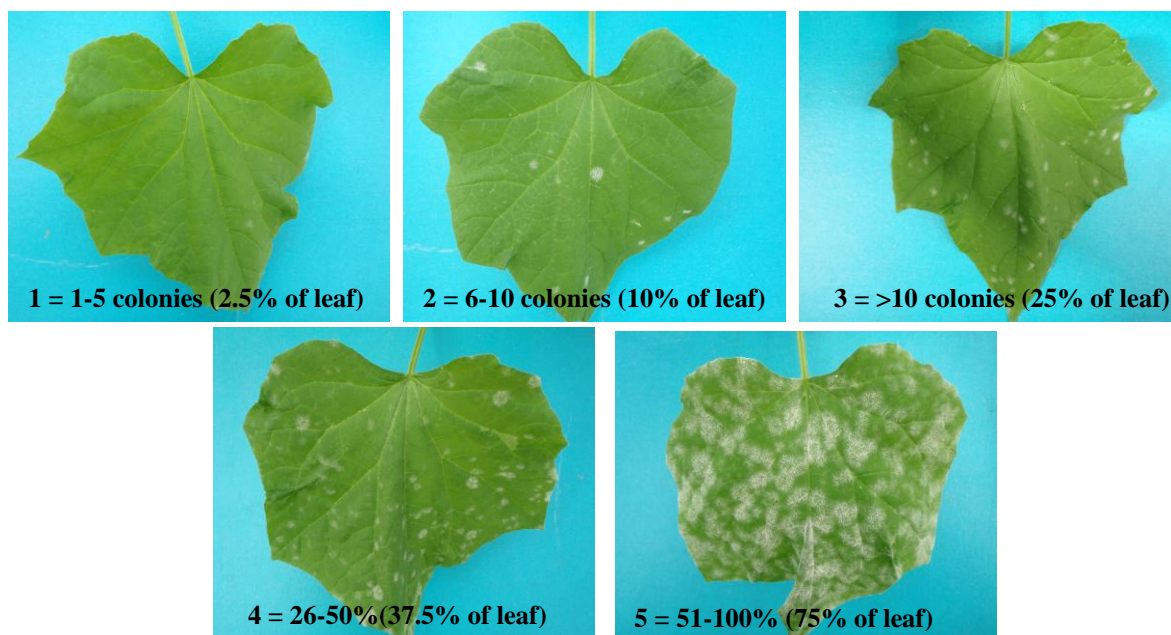 1 = 1-5 colonies (2.5% of leaf)
2 = 6-10 colonies (10% of leaf)
3 = >10 colonies (25% of leaf)
4 = 26-50%(37.5% of leaf)
5 = 51-100% (75% of leaf)